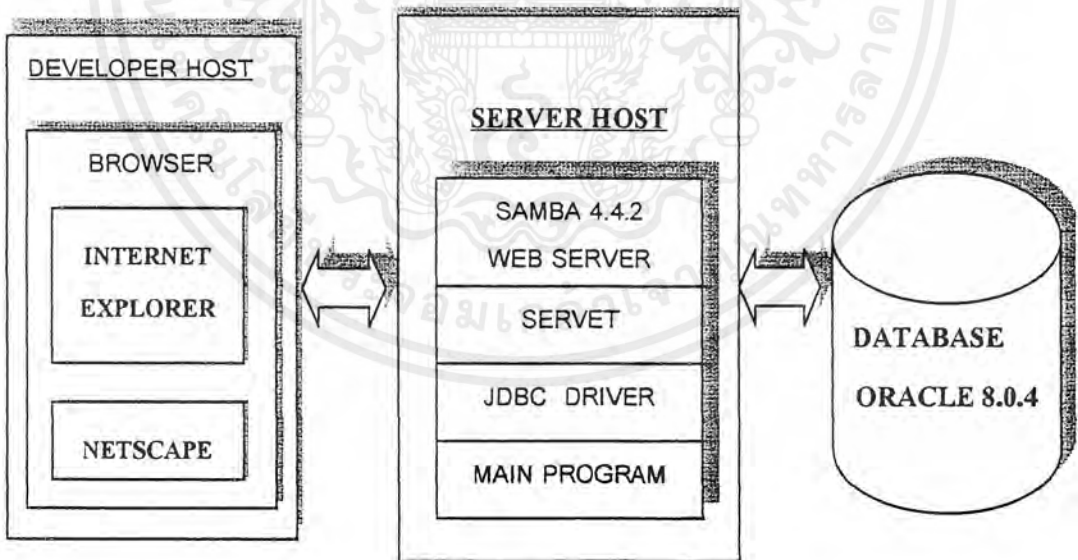 DEVELOPER HOST
BROWSER
INTERNET
EXPLORER
NETSCAPE
SERVER HOST
SAMBA 4.4.2
WEB SERVER
SERVET
JDBC DRIVER
MAIN PROGRAM
DATABASE
ORACLE 8.0.4